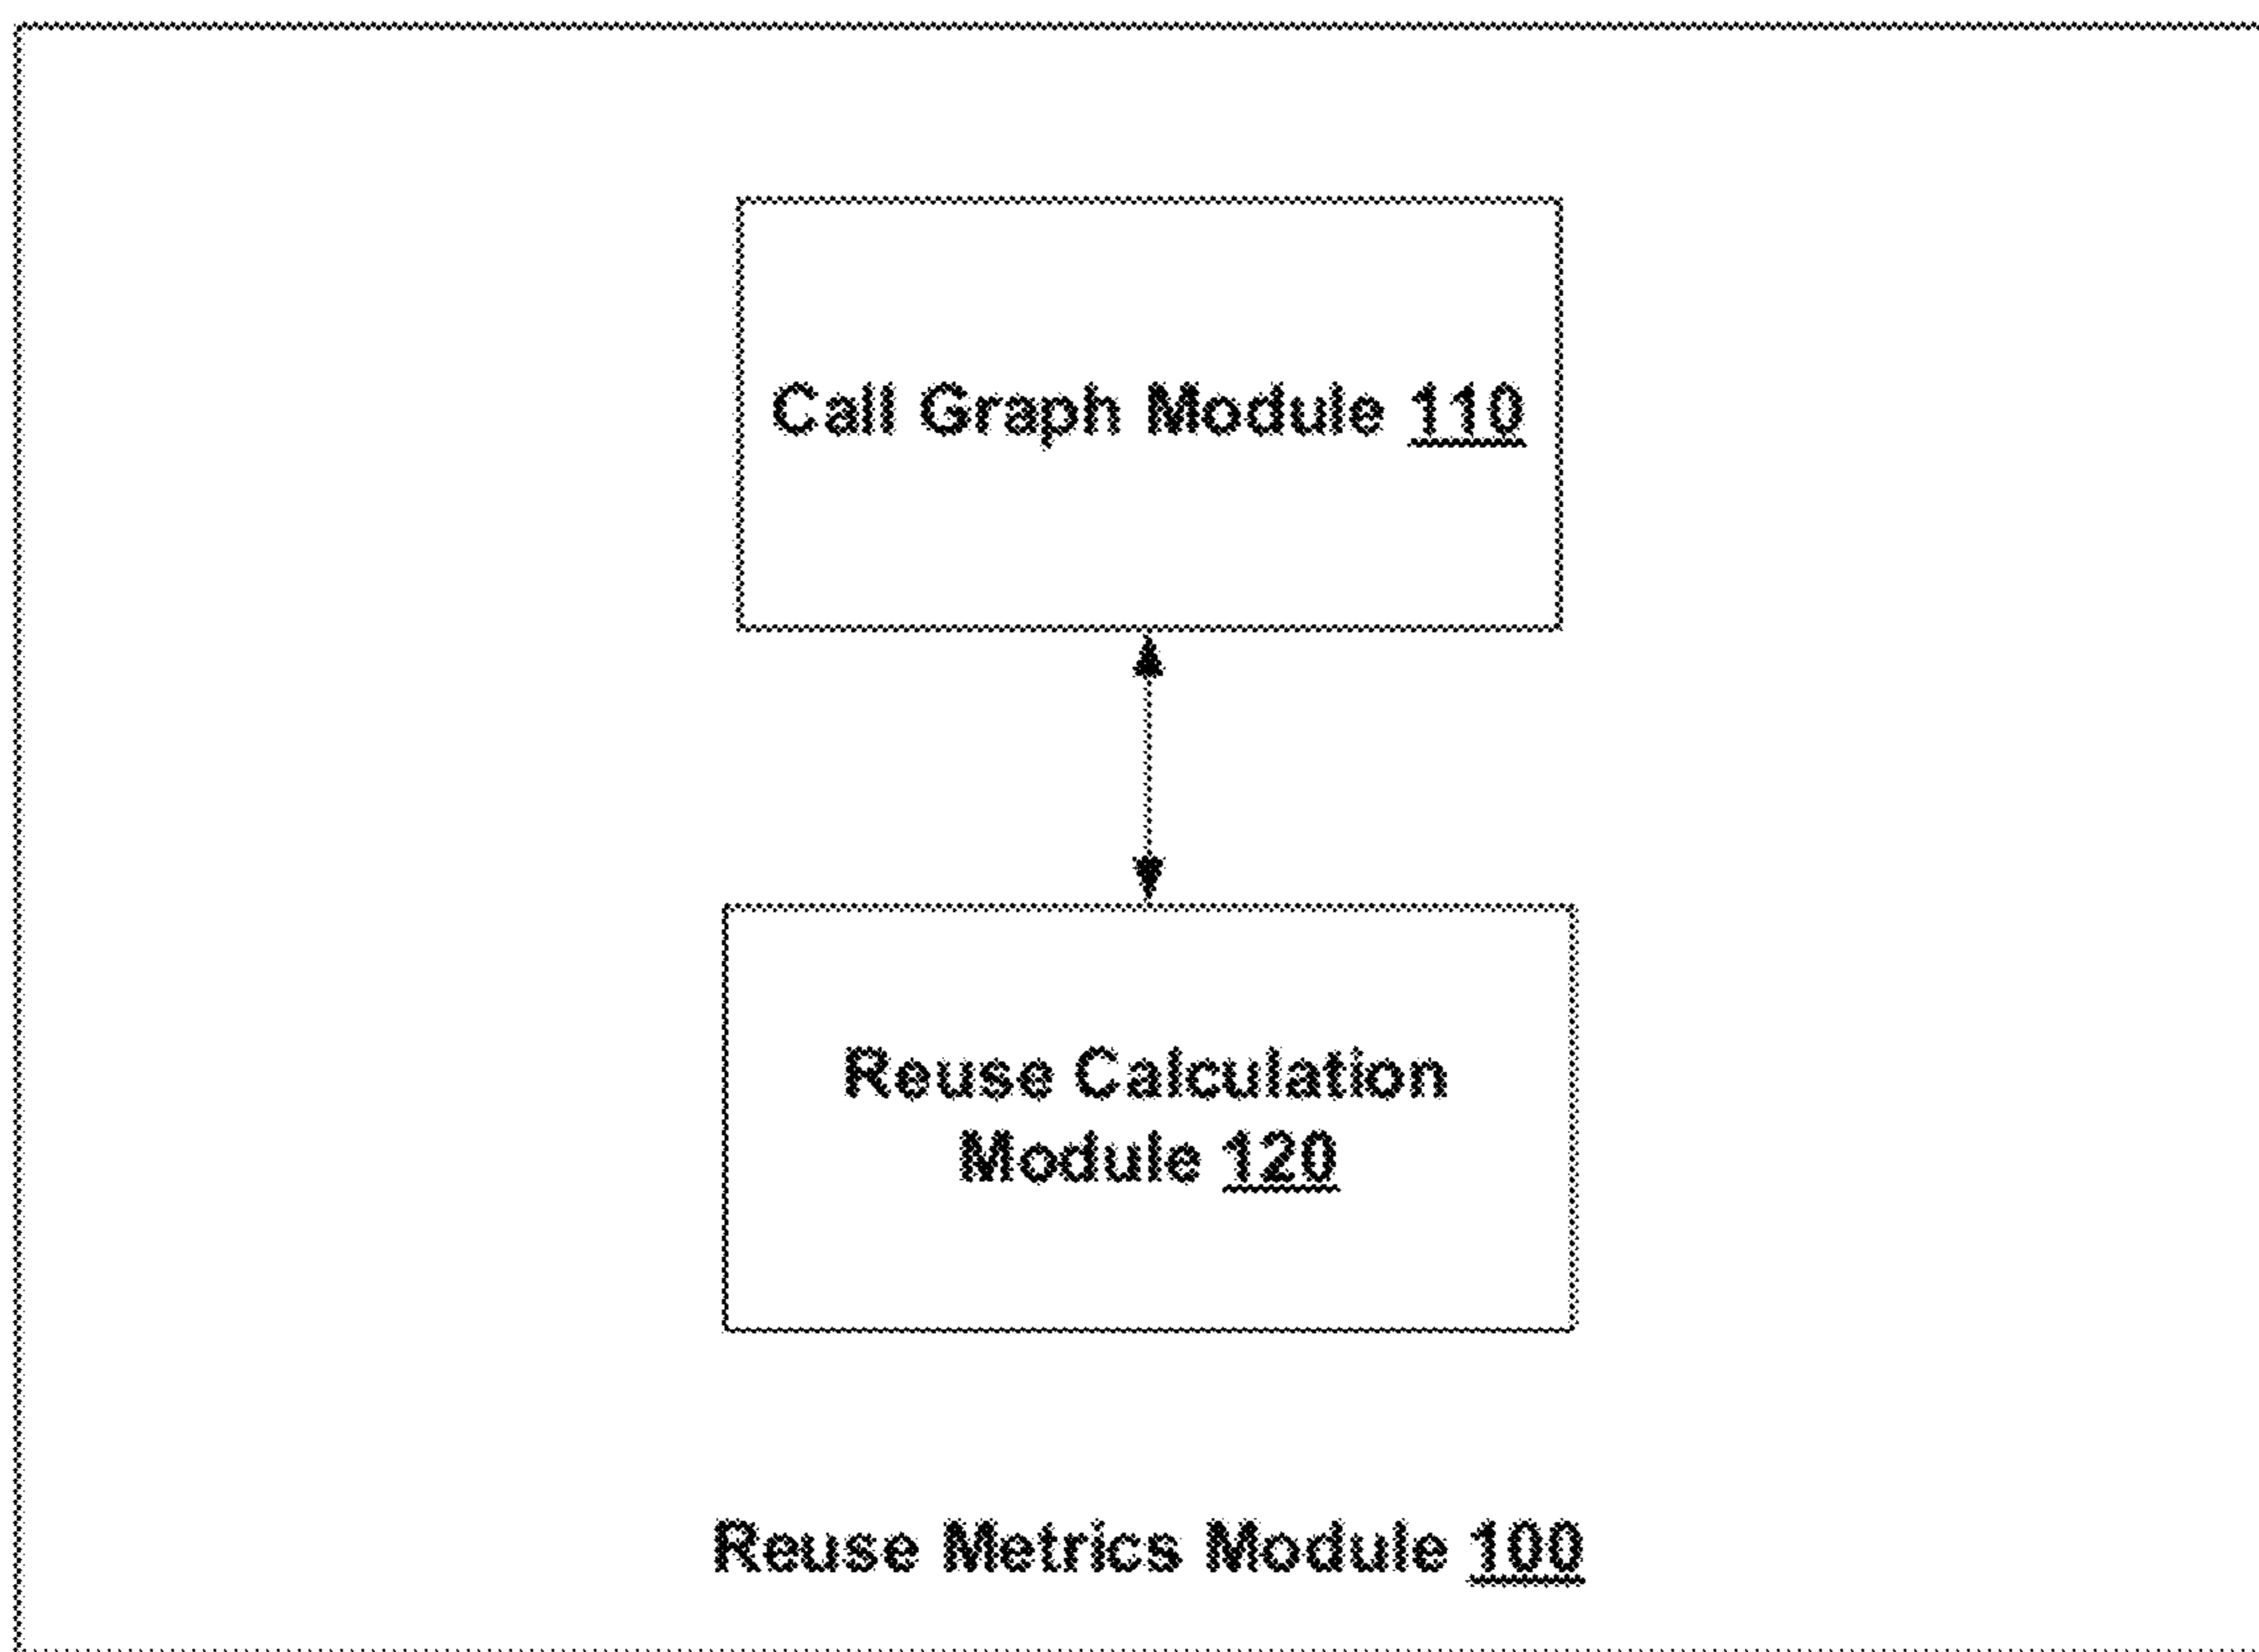 Call Graph Module 110
Reuse Calculation
Module 120
Reuse Metrics Module 100